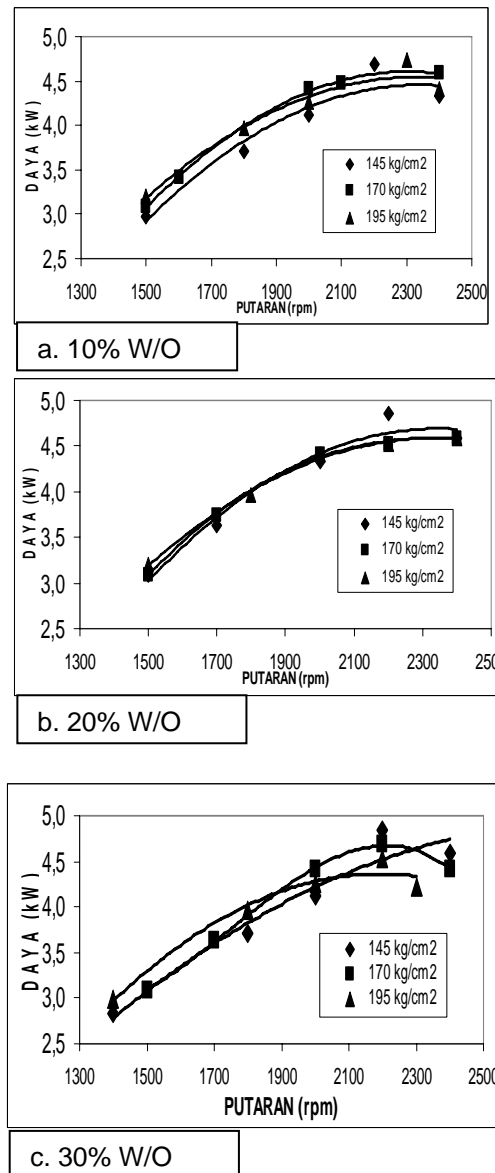 5,0
4,5
4,0
3,5
3,0
2,5
D A Y A (kW)
145 kg/cm2
170 kg/cm2
195 kg/cm2
1300 1500 1700 1900 2100 2300 2500
PUTARAN (rpm)
a. 10% W/O
5,0
4,5
4,0
3,5
3,0
2,5
D A Y A (kW)
145 kg/cm2
170 kg/cm2
195 kg/cm2
1300 1500 1700 1900 2100 2300 250
PUTARAN (rpm)
b. 20% W/O
5,0
4,5
4,0
3,5
3,0
2,5
D A Y A (kW)
145 kg/cm2
170 kg/cm2
195 kg/cm2
1300 1500 1700 1900 2100 2300 2500
PUTARAN (rpm)
c. 30% W/O